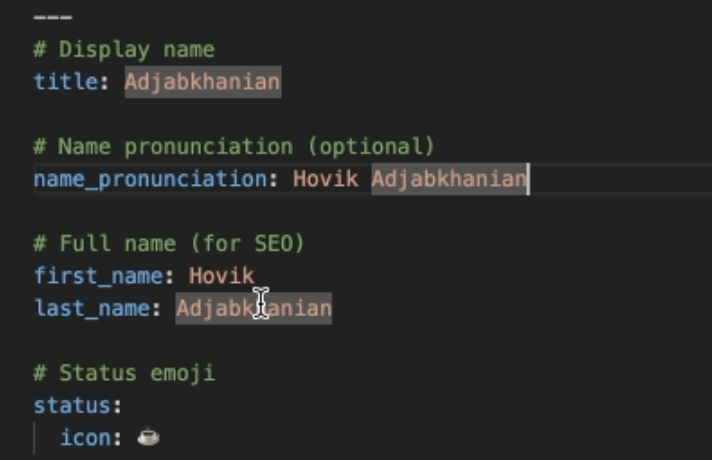 ---
# Display name
title: Adjabkhanian
# Name pronunciation (optional)
name_pronunciation: Hovik Adjabkhanian
# Full name (for SEO)
first_name: Hovik
last_name: Adjabkhanian
# Status emoji
status:
icon: ☕